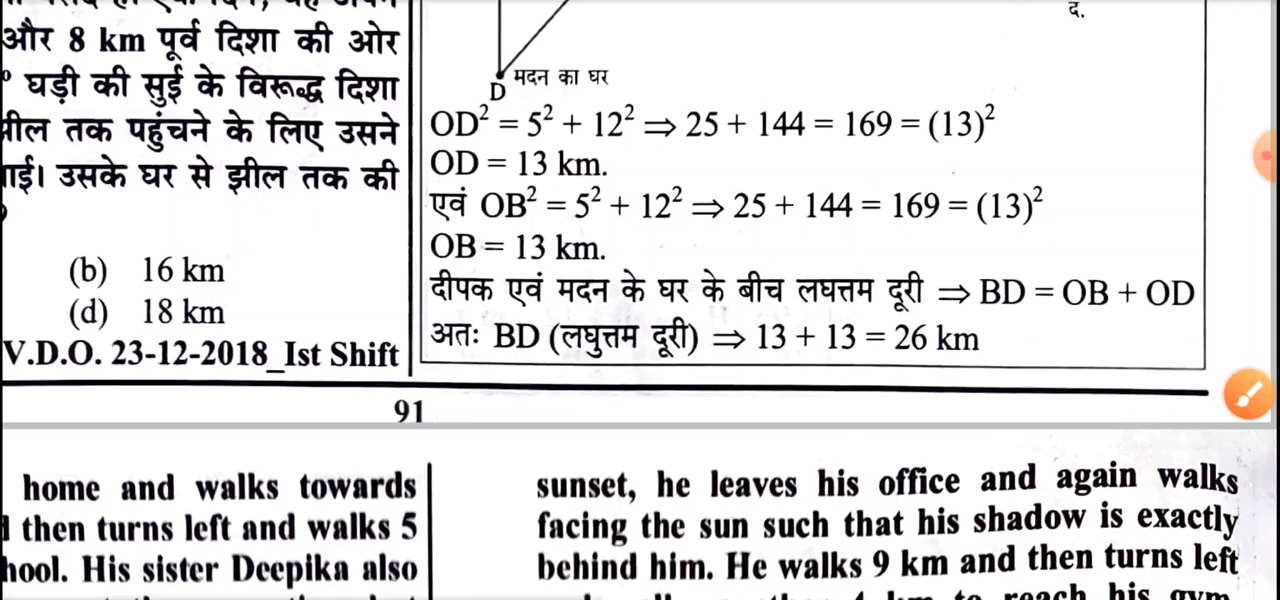 और 8 km पूर्व दिशा की ओर
° घड़ी की सुई के विरूद्ध दिशा
तक पहुंचने के लिए उसने
उसके घर से झील तक की
(b) 16 km
(d) 18 km
V.D.O. 23-12-2018_Ist Shift
द.
D मदन का घर
OD² = 5² + 12² ⇒ 25 + 144 = 169 = (13)²
OD = 13 km.
एवं OB² = 5² + 12² ⇒ 25 + 144 = 169 = (13)²
OB = 13 km.
दीपक एवं मदन के घर के बीच लघत्तम दूरी ⇒ BD = OB + OD
अतः BD (लघुत्तम दूरी) ⇒ 13 + 13 = 26 km
91
home and walks towards
then turns left and walks 5
His sister Deepika also
sunset, he leaves his office and again walks
facing the sun such that his shadow is exactly
behind him. He walks 9 km and then turns left
km to reach his gym